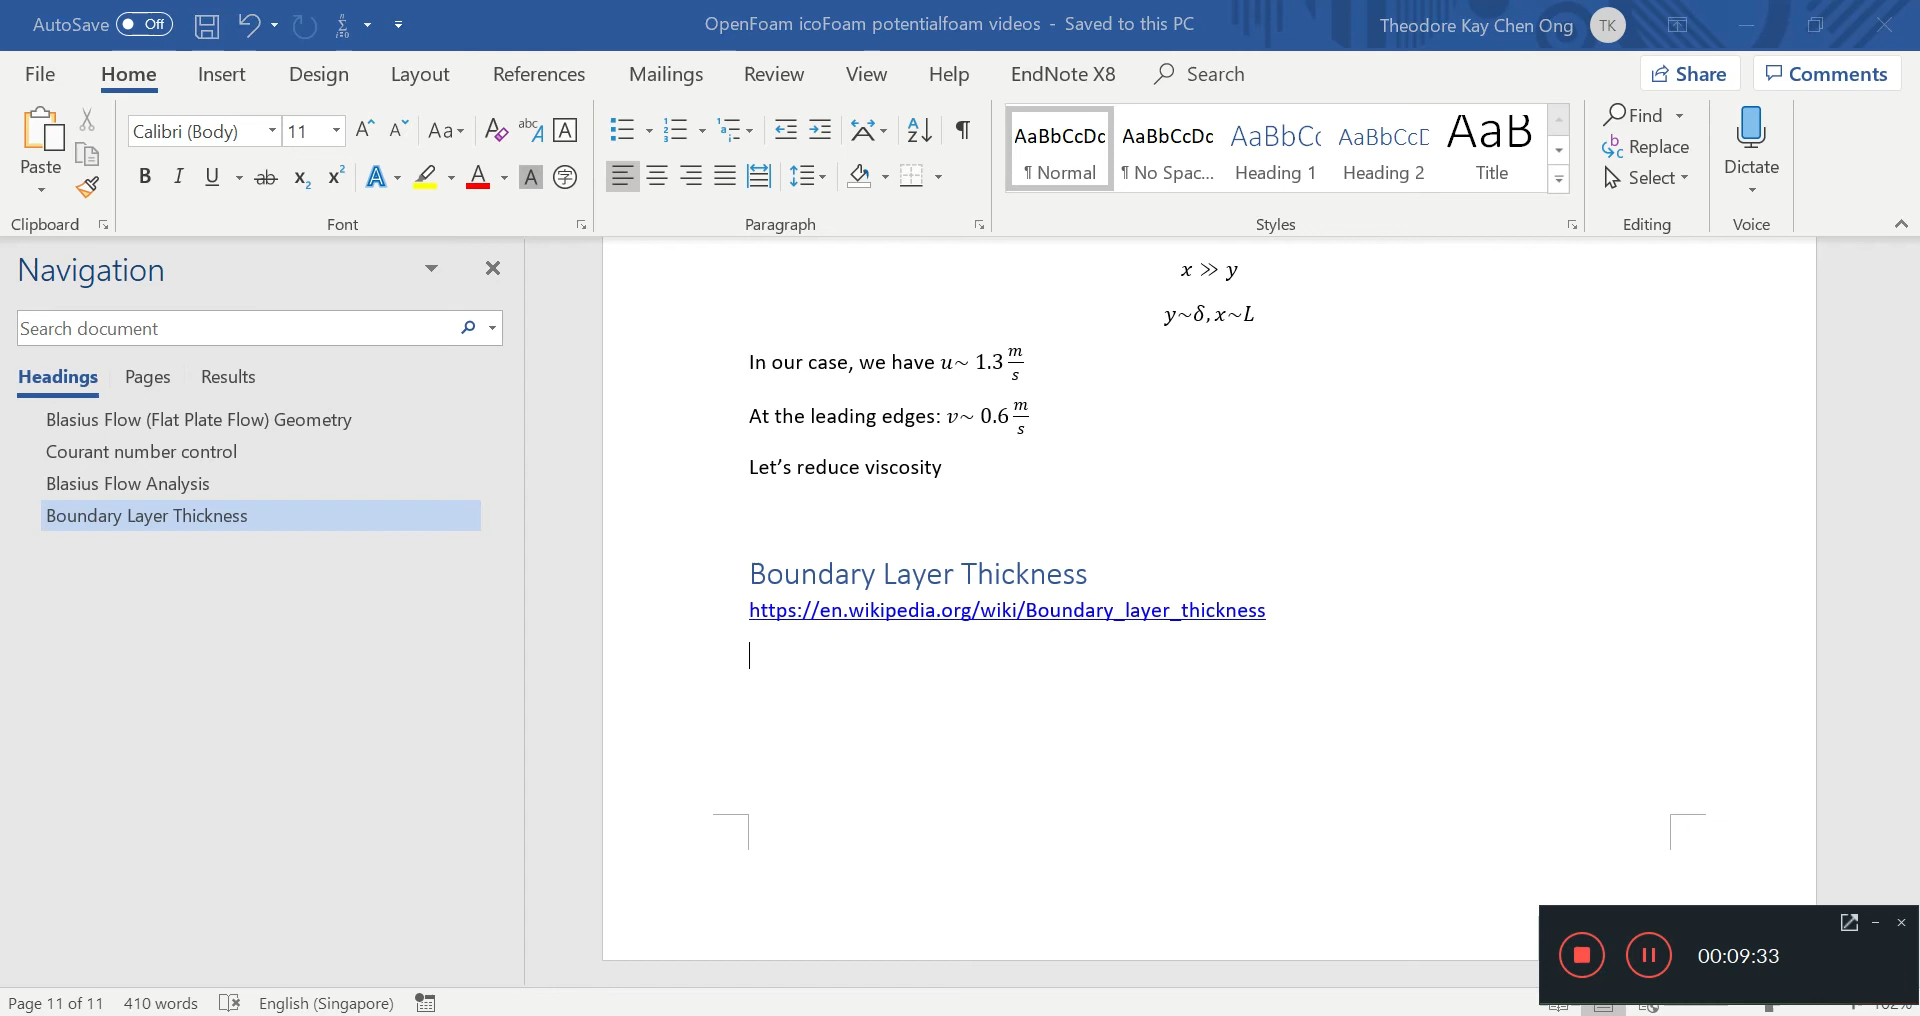 AutoSave Off
OpenFoam icoFoam potentialfoam videos - Saved to this PC
Theodore Kay Chen Ong TK
File Home Insert Design Layout References Mailings Review View Help EndNote X8 Search Share Comments
Paste
Clipboard
Calibri (Body) 11
Font
Paragraph
AaBbCcDc AaBbCcDc AaBbCc AaBbCcE AaB
¶ Normal ¶ No Spac... Heading 1 Heading 2 Title
Styles
Find
Replace
Select
Editing
Dictate
Voice
Navigation
Search document
Headings Pages Results
Blasius Flow (Flat Plate Flow) Geometry
Courant number control
Blasius Flow Analysis
Boundary Layer Thickness
x ≫ y
y~δ, x~L
In our case, we have u~ 1.3 m/s
At the leading edges: v~ 0.6 m/s
Let's reduce viscosity
Boundary Layer Thickness
https://en.wikipedia.org/wiki/Boundary_layer_thickness
00:09:33
Page 11 of 11 410 words English (Singapore)